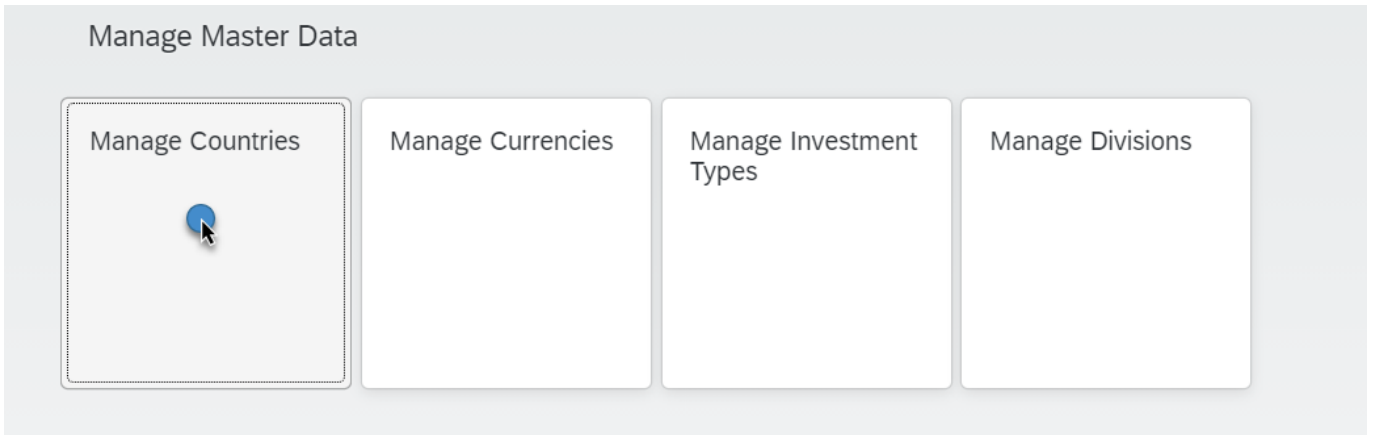 Manage Master Data
Manage Countries
Manage Currencies
Manage Investment
Types
Manage Divisions